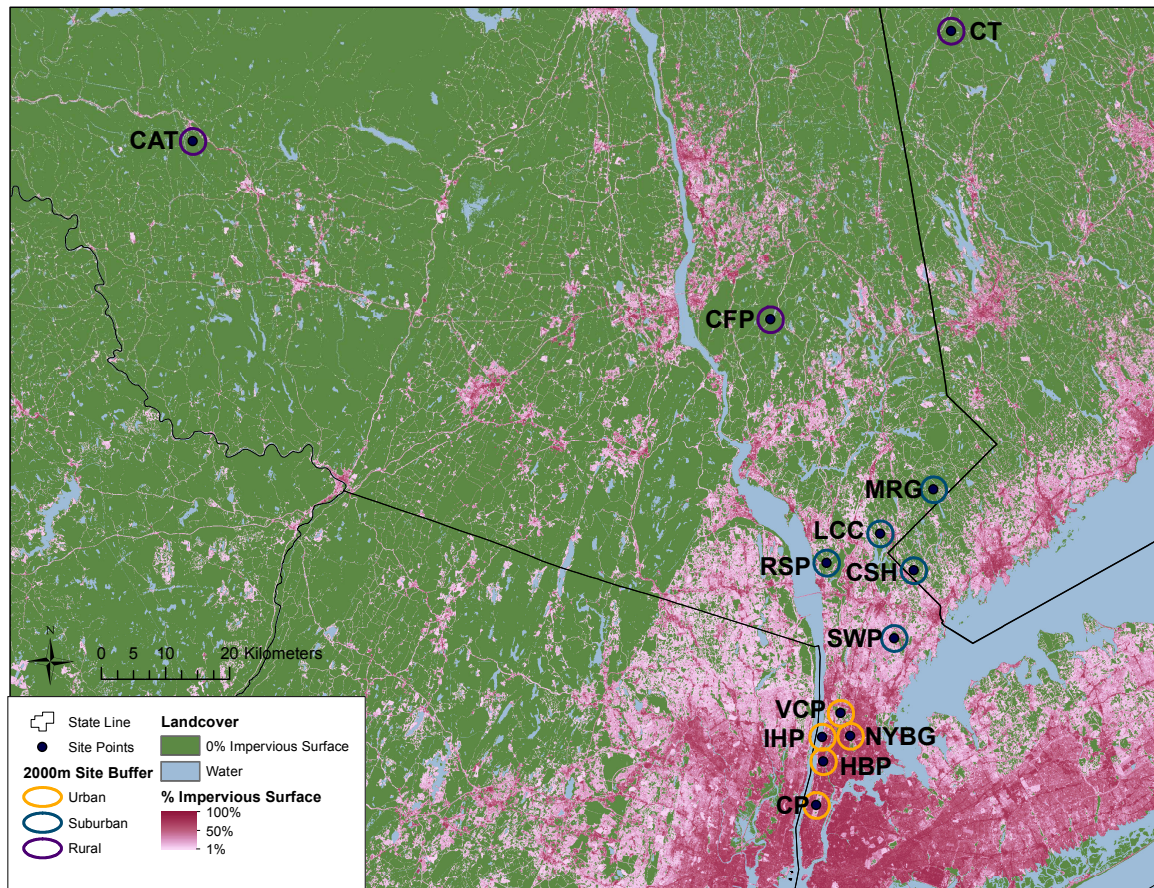 CT
CAT
CFP
MRG
LCC
RSP
CSH
SWP
VCP
IHP
NYBG
HBP
CP
N
0 5 10 20 Kilometers
State Line
Site Points
2000m Site Buffer
Urban
Suburban
Rural
Landcover
0% Impervious Surface
Water
% Impervious Surface
100%
50%
1%